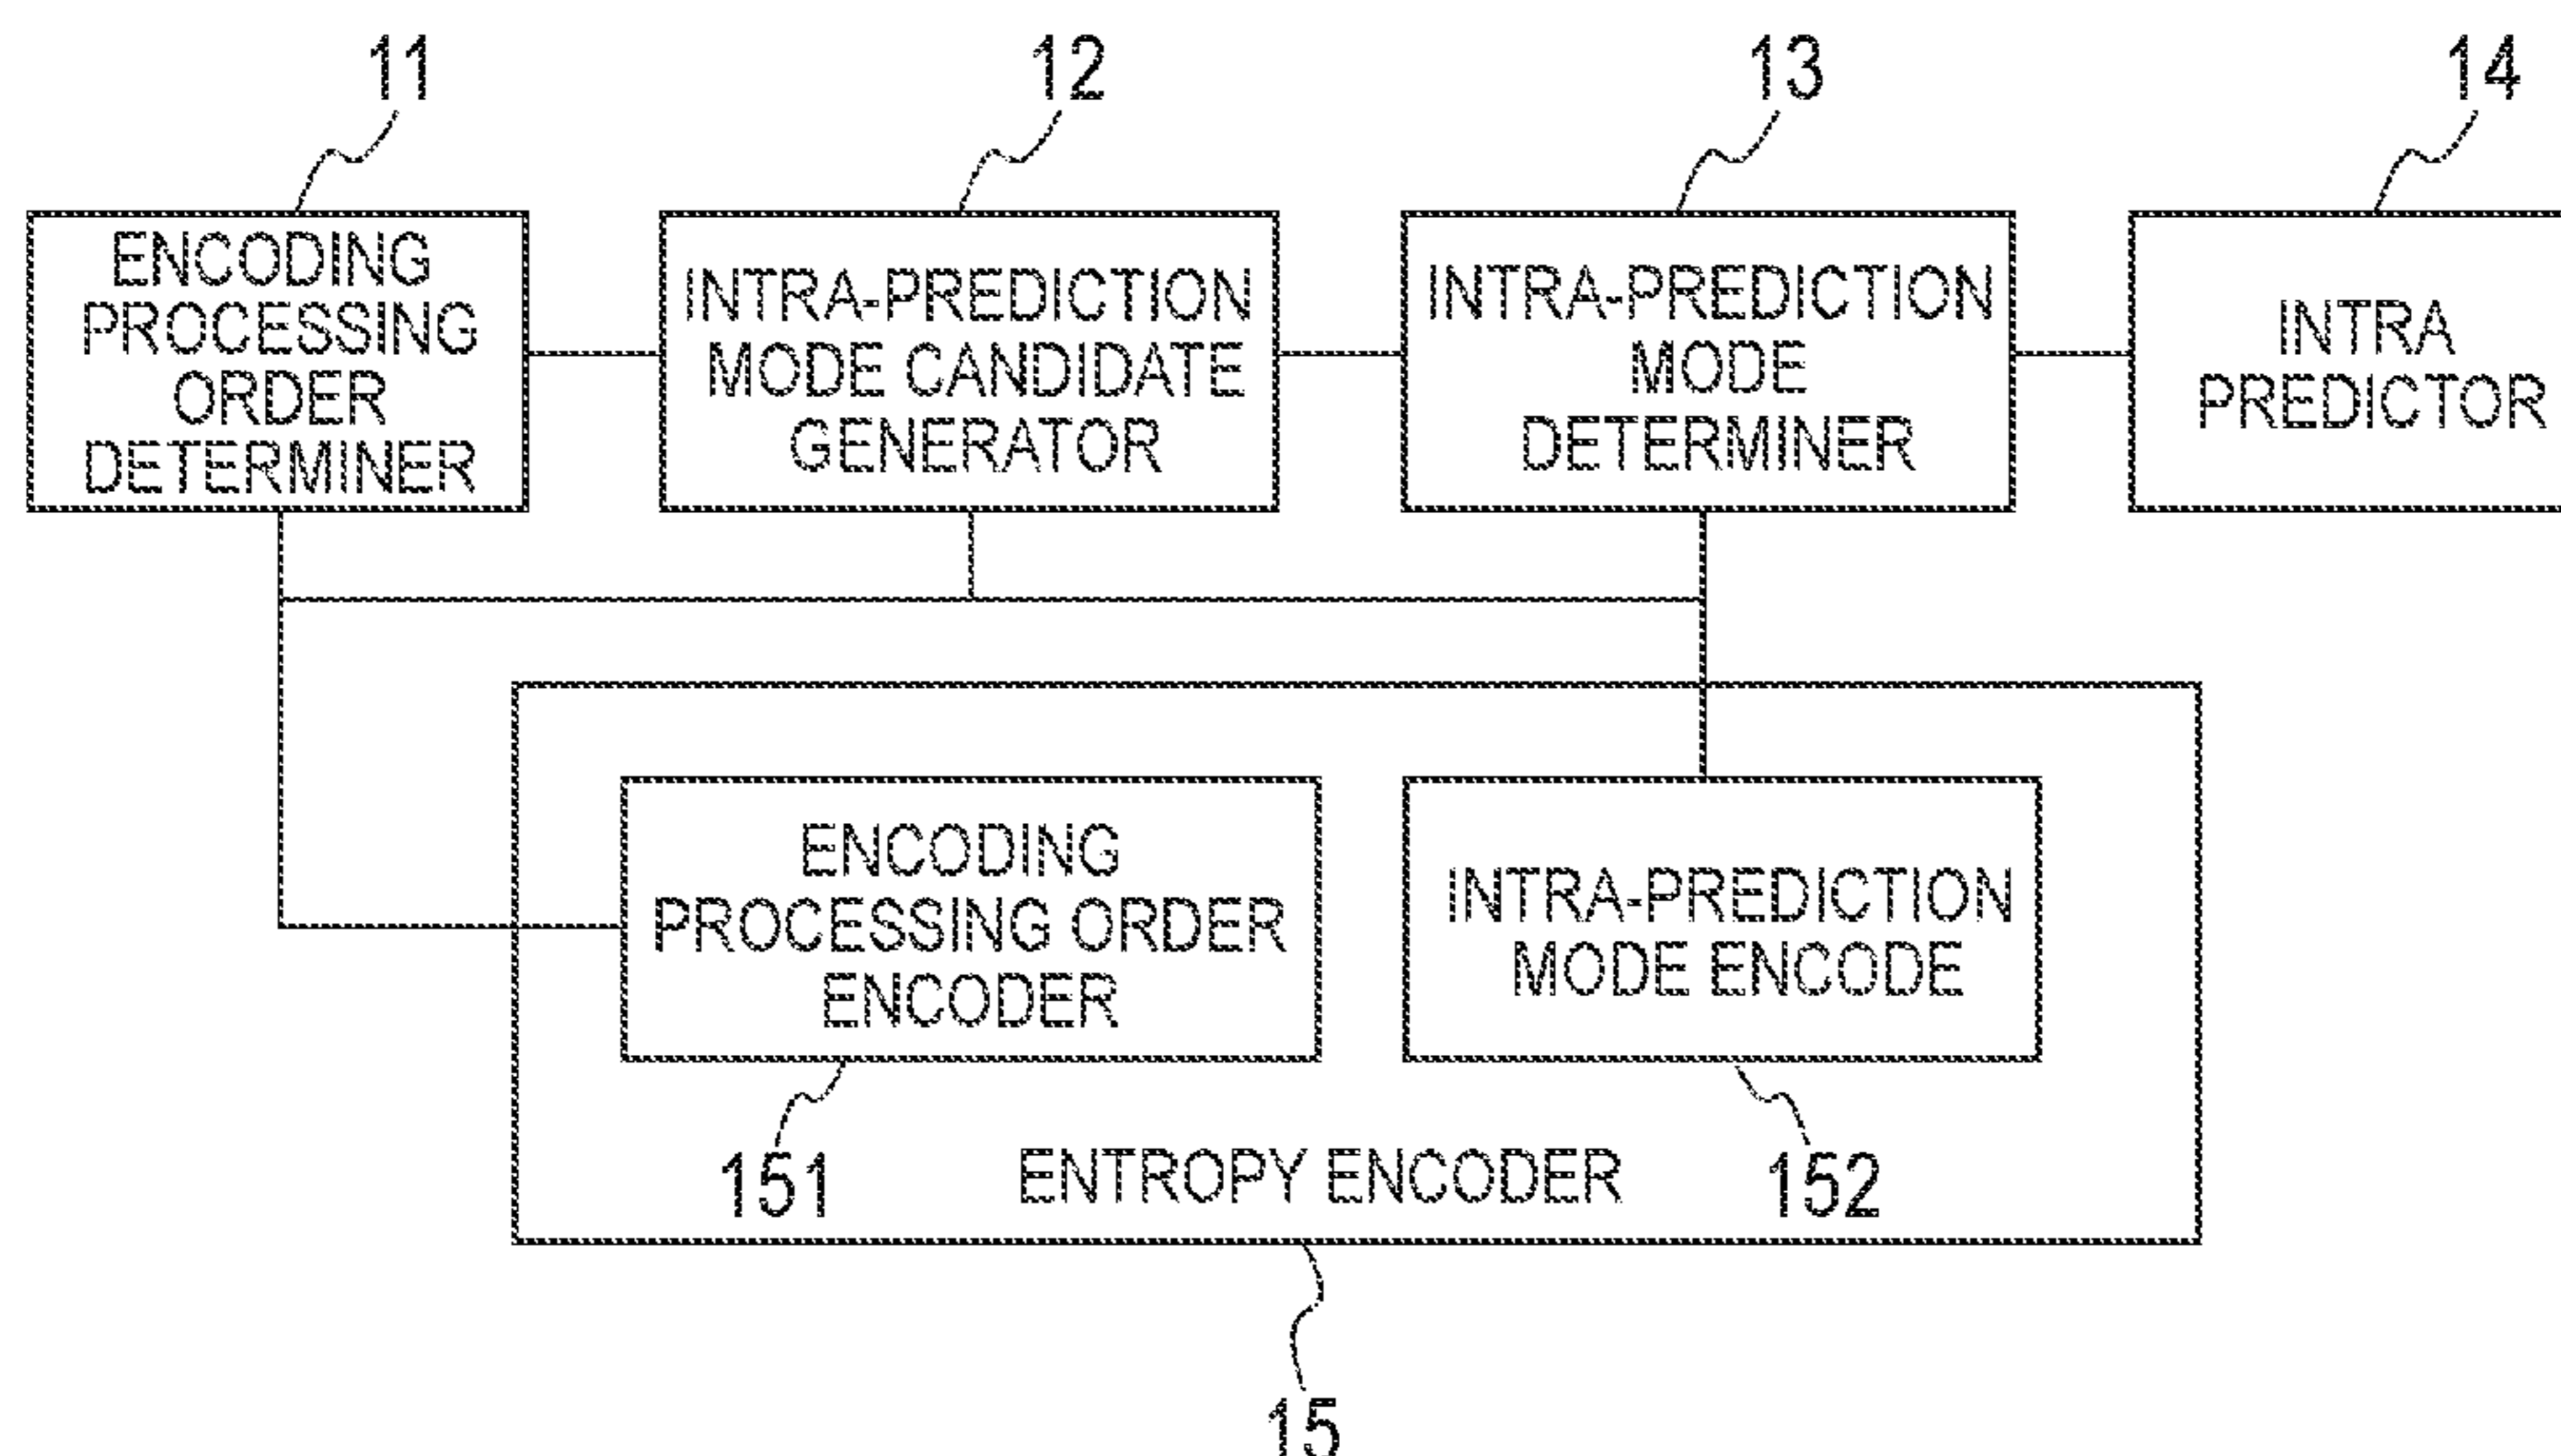 11
12
13
14
ENCODING
PROCESSING
ORDER
DETERMINER
INTRA-PREDICTION
MODE CANDIDATE
GENERATOR
INTRA-PREDICTION
MODE
DETERMINER
INTRA
PREDICTOR
ENCODING
PROCESSING ORDER
ENCODER
INTRA-PREDICTION
MODE ENCODE
151
ENTROPY ENCODER
152
15